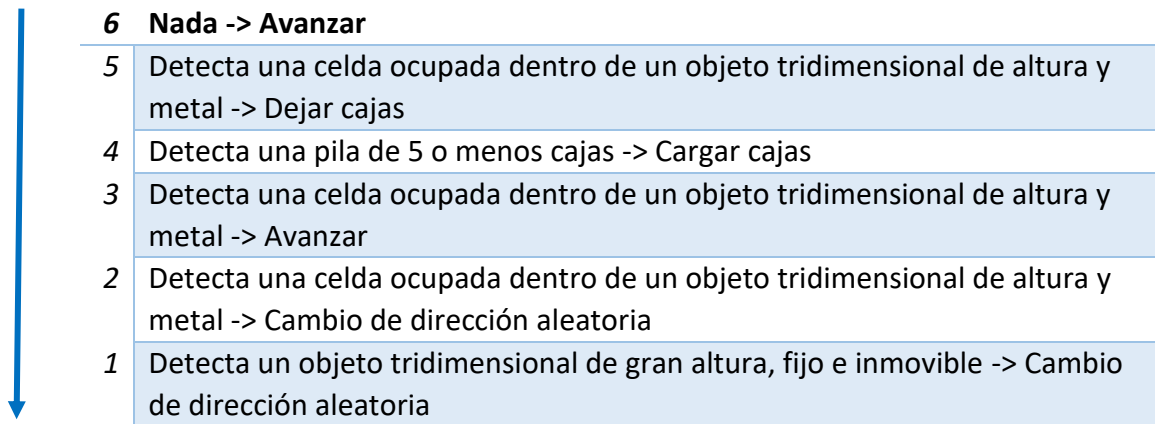 6 Nada -> Avanzar
5 Detecta una celda ocupada dentro de un objeto tridimensional de altura y
metal -> Dejar cajas
4 Detecta una pila de 5 o menos cajas -> Cargar cajas
3 Detecta una celda ocupada dentro de un objeto tridimensional de altura y
metal -> Avanzar
2 Detecta una celda ocupada dentro de un objeto tridimensional de altura y
metal -> Cambio de dirección aleatoria
1 Detecta un objeto tridimensional de gran altura, fijo e inmovible -> Cambio
de dirección aleatoria